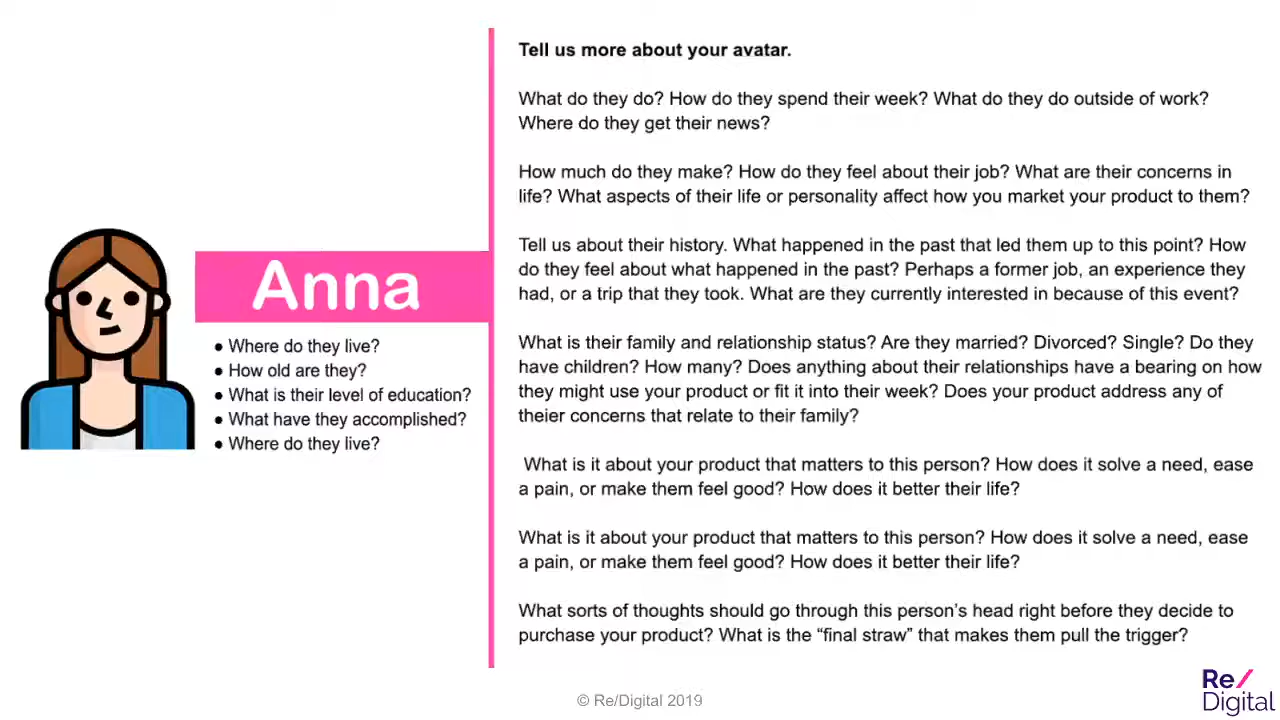 Tell us more about your avatar.
What do they do? How do they spend their week? What do they do outside of work?
Where do they get their news?
How much do they make? How do they feel about their job? What are their concerns in
life? What aspects of their life or personality affect how you market your product to them?
Tell us about their history. What happened in the past that led them up to this point? How
do they feel about what happened in the past? Perhaps a former job, an experience they
had, or a trip that they took. What are they currently interested in because of this event?
What is their family and relationship status? Are they married? Divorced? Single? Do they
have children? How many? Does anything about their relationships have a bearing on how
they might use your product or fit it into their week? Does your product address any of
theier concerns that relate to their family?
What is it about your product that matters to this person? How does it solve a need, ease
a pain, or make them feel good? How does it better their life?
What is it about your product that matters to this person? How does it solve a need, ease
a pain, or make them feel good? How does it better their life?
What sorts of thoughts should go through this person's head right before they decide to
purchase your product? What is the “final straw” that makes them pull the trigger?
Anna
● Where do they live?
● How old are they?
● What is their level of education?
● What have they accomplished?
● Where do they live?
© Re/Digital 2019
Re/
Digital